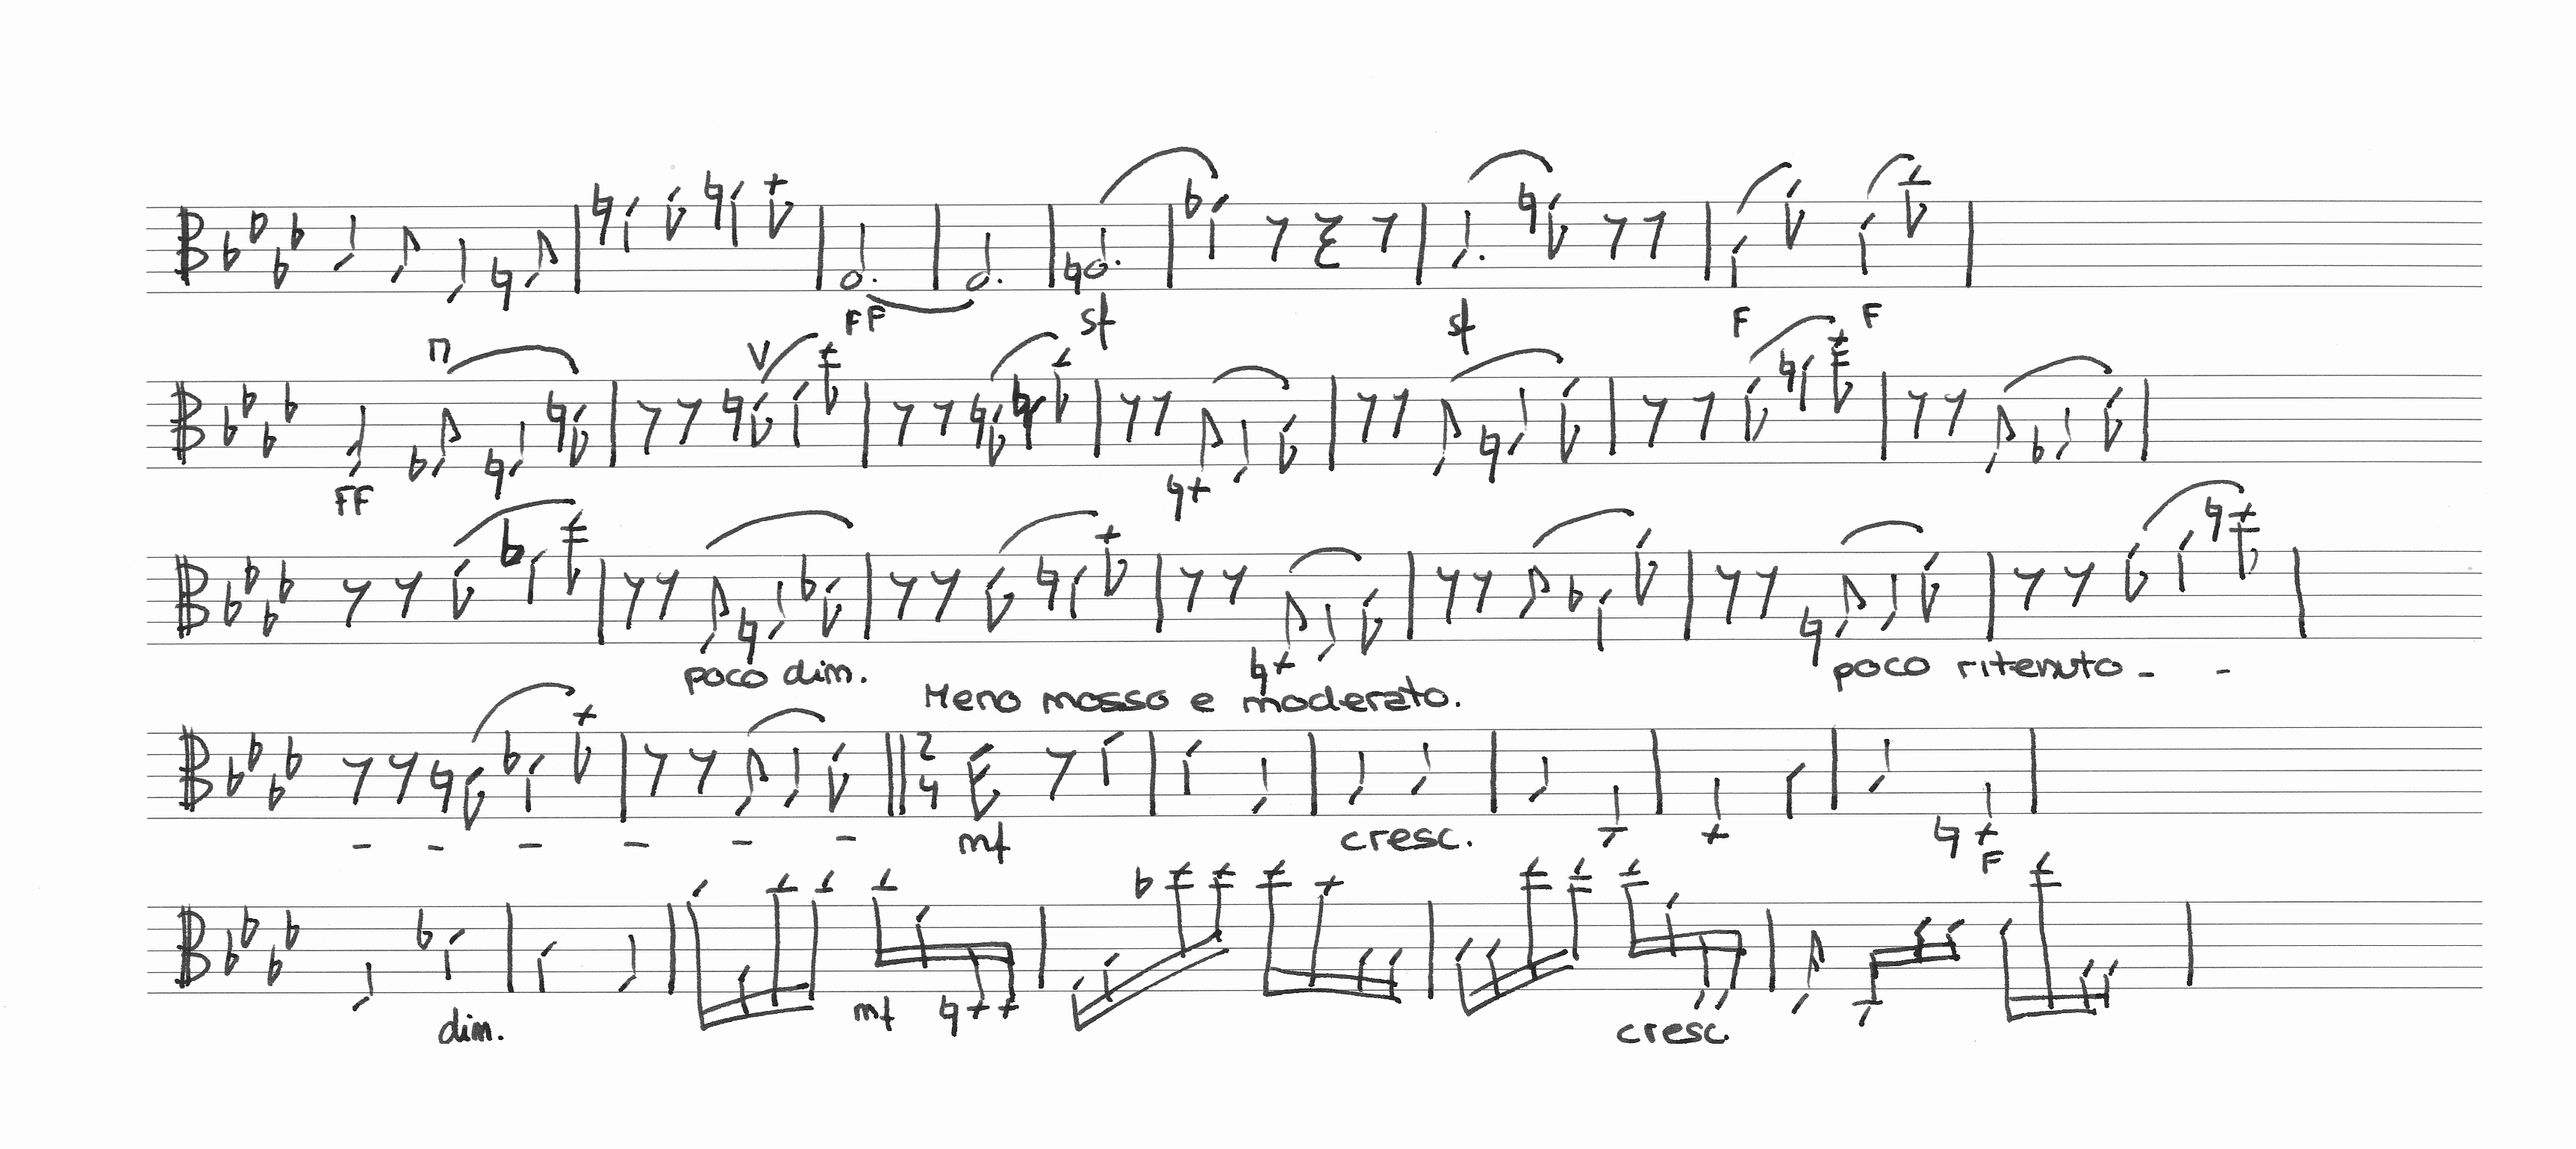 FF sf sf F F
FF
poco dim. poco ritenuto - -
Meno mosso e moderato.
- - - - - - mf cresc. F
dim. mf cresc.